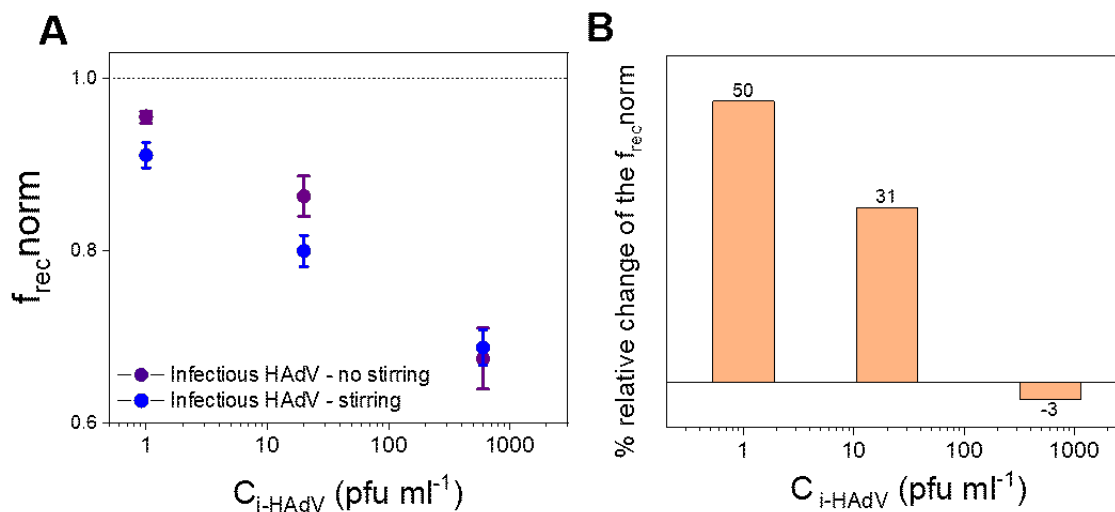 A
1.0
0.8
0.6
f_rec norm
Infectious HAdV - no stirring
Infectious HAdV - stirring
1 10 100 1000
C_i-HAdV (pfu ml⁻¹)
B
% relative change of the f_rec norm
50
31
-3
1 10 100 1000
C_i-HAdV (pfu ml⁻¹)